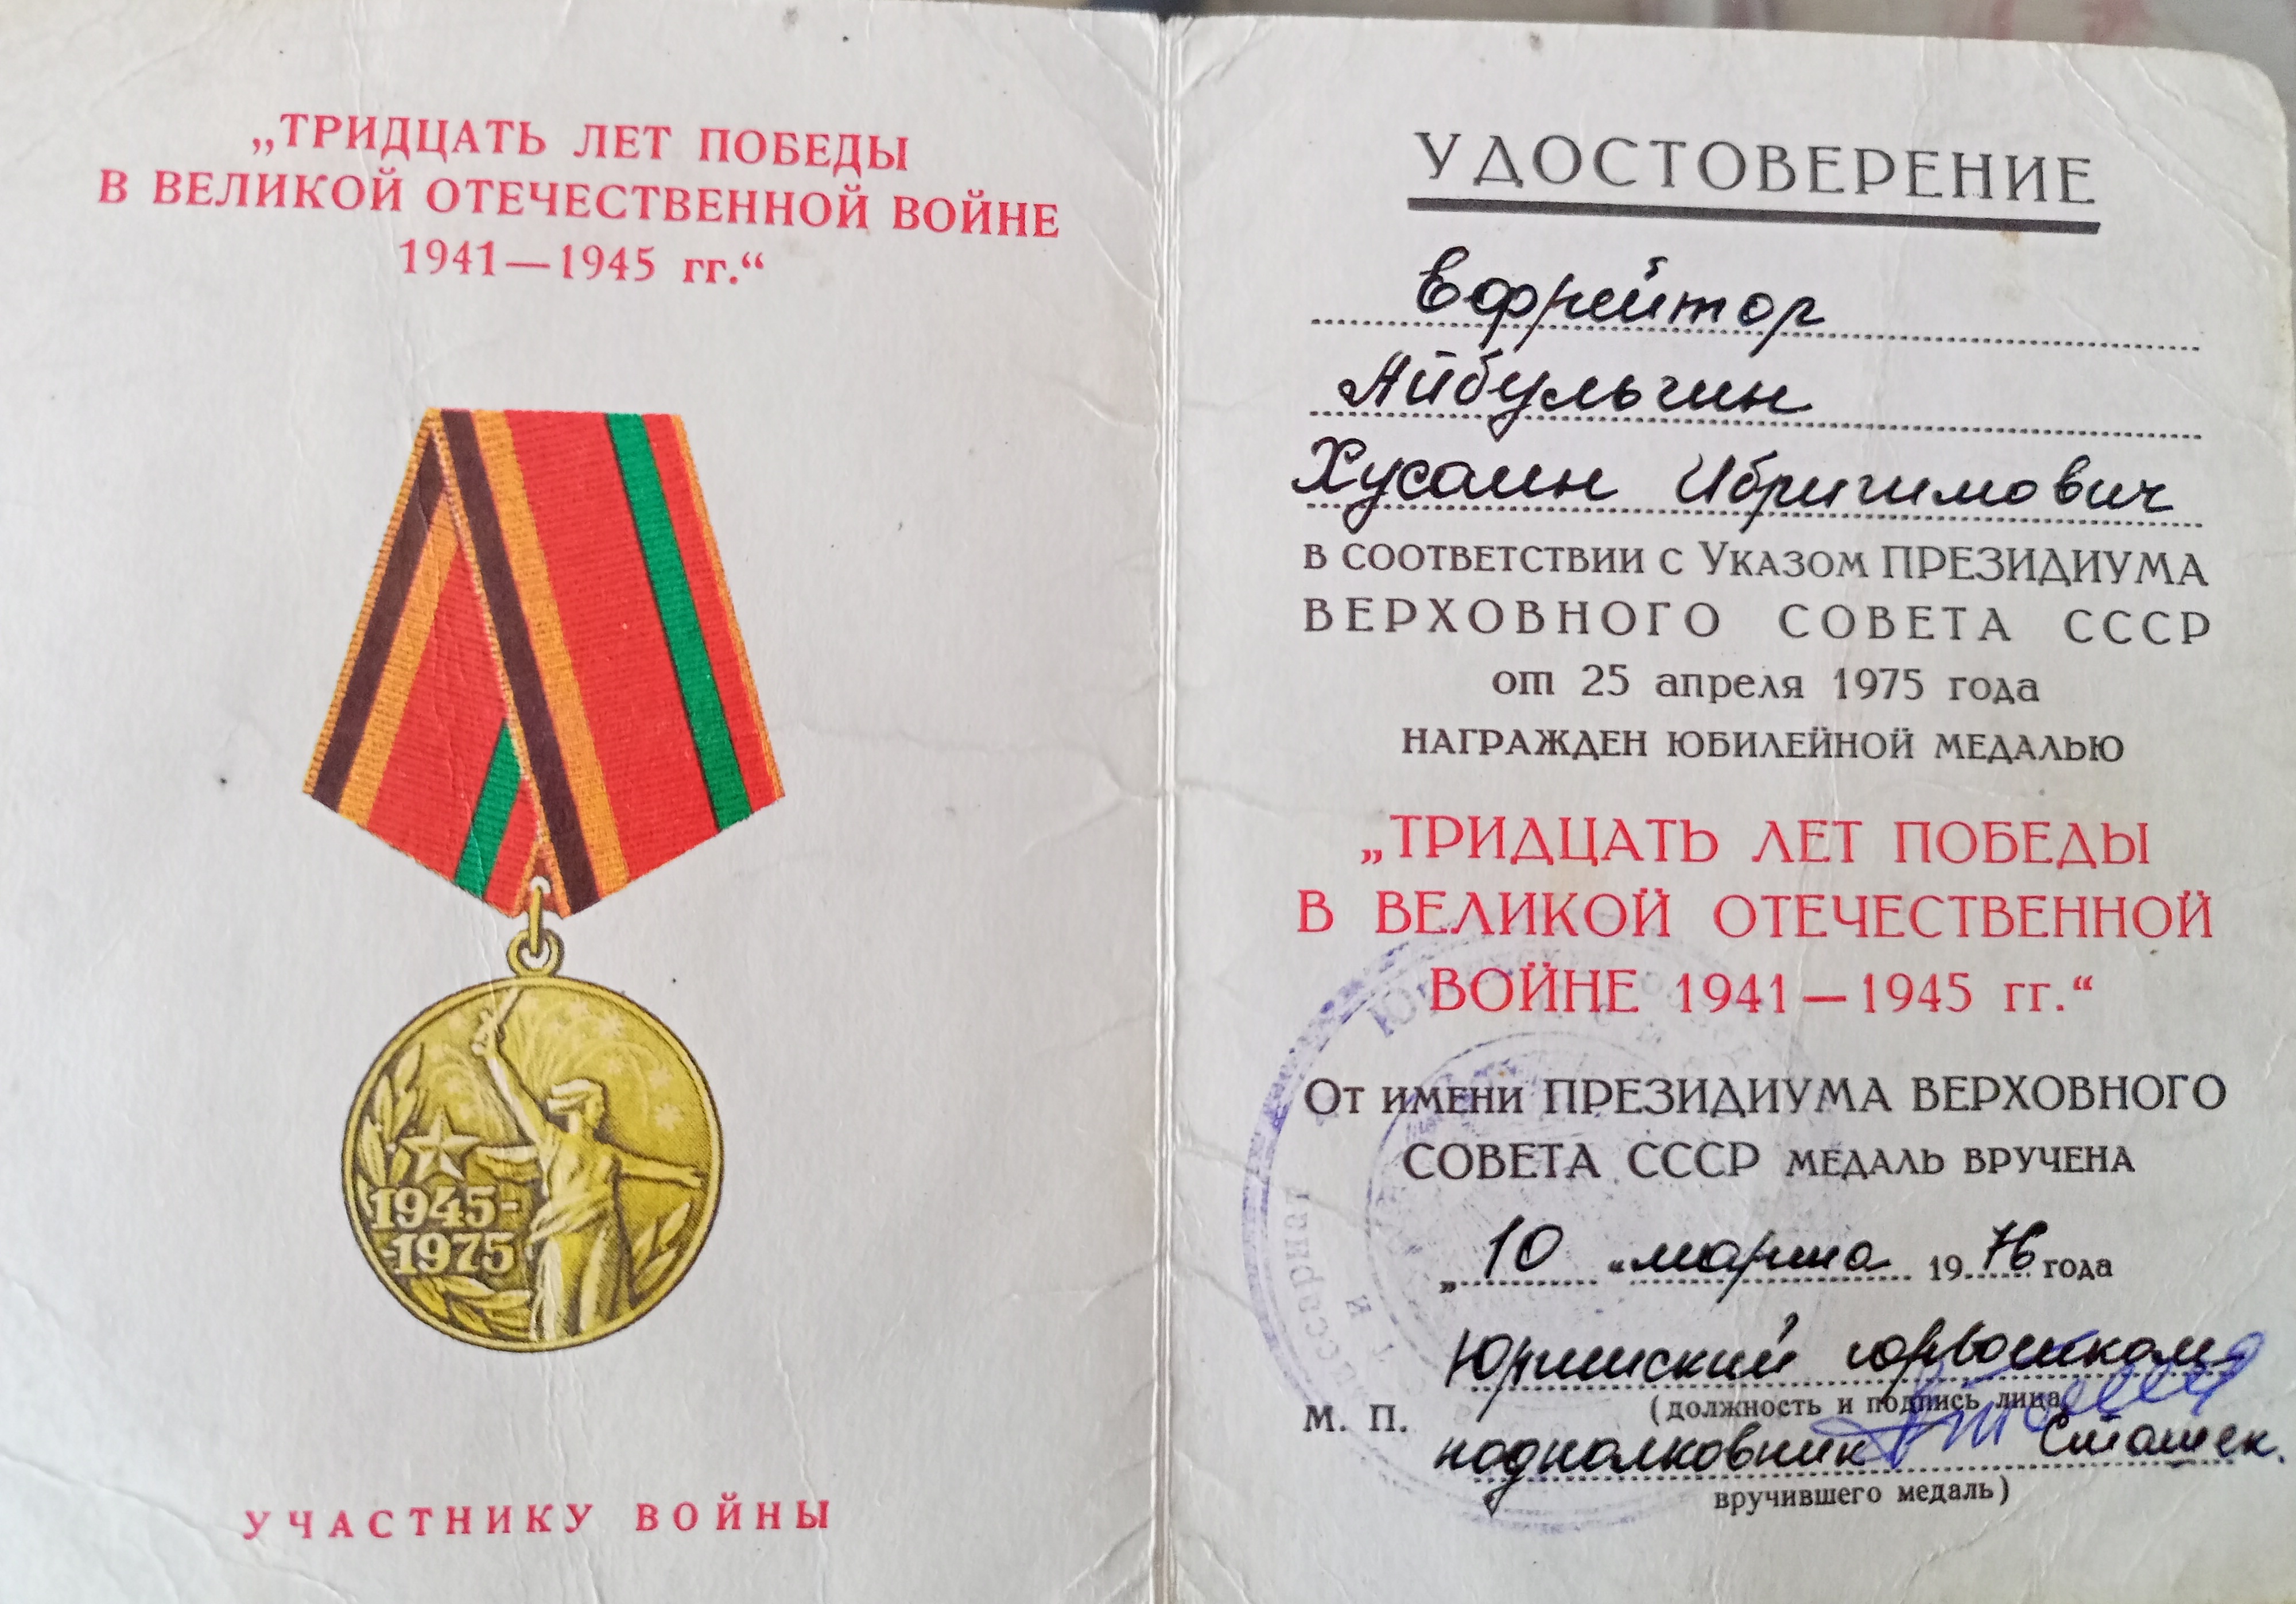 „ТРИДЦАТЬ ЛЕТ ПОБЕДЫ
В ВЕЛИКОЙ ОТЕЧЕСТВЕННОЙ ВОЙНЕ
1941—1945 гг.“
1945-
-1975
УЧАСТНИКУ ВОЙНЫ
УДОСТОВЕРЕНИЕ
Ефрейтор
Айбульгин
Хусаин Ибригимович
В СООТВЕТСТВИИ С УКАЗОМ ПРЕЗИДИУМА
ВЕРХОВНОГО СОВЕТА СССР
от 25 апреля 1975 года
НАГРАЖДЕН ЮБИЛЕЙНОЙ МЕДАЛЬЮ
„ТРИДЦАТЬ ЛЕТ ПОБЕДЫ
В ВЕЛИКОЙ ОТЕЧЕСТВЕННОЙ
ВОЙНЕ 1941—1945 гг.“
ОТ ИМЕНИ ПРЕЗИДИУМА ВЕРХОВНОГО
СОВЕТА СССР МЕДАЛЬ ВРУЧЕНА
„10“ марта 1976 года
горвоенком
(должность и подпись лица,
М. П.
подполковник Сташек.
вручившего медаль)